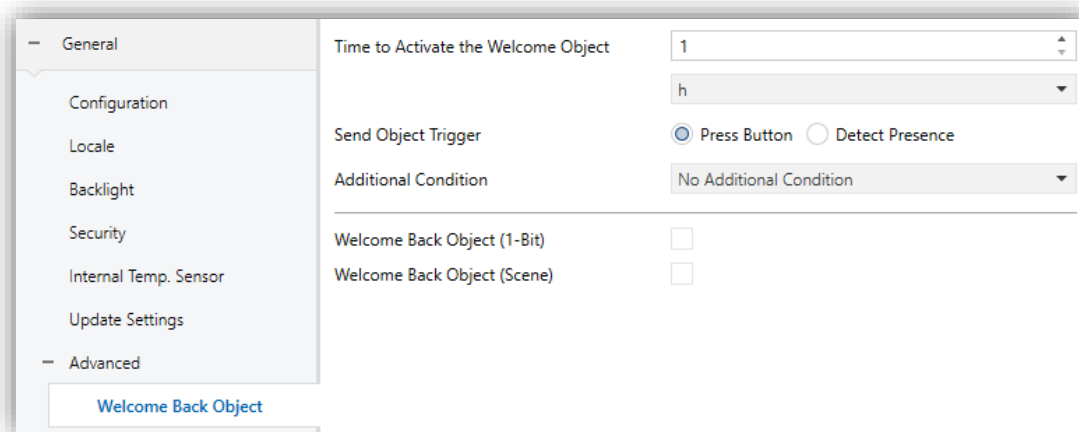 General
Configuration
Locale
Backlight
Security
Internal Temp. Sensor
Update Settings
Advanced
Welcome Back Object
Time to Activate the Welcome Object 1
h
Send Object Trigger Press Button Detect Presence
Additional Condition No Additional Condition
Welcome Back Object (1-Bit)
Welcome Back Object (Scene)